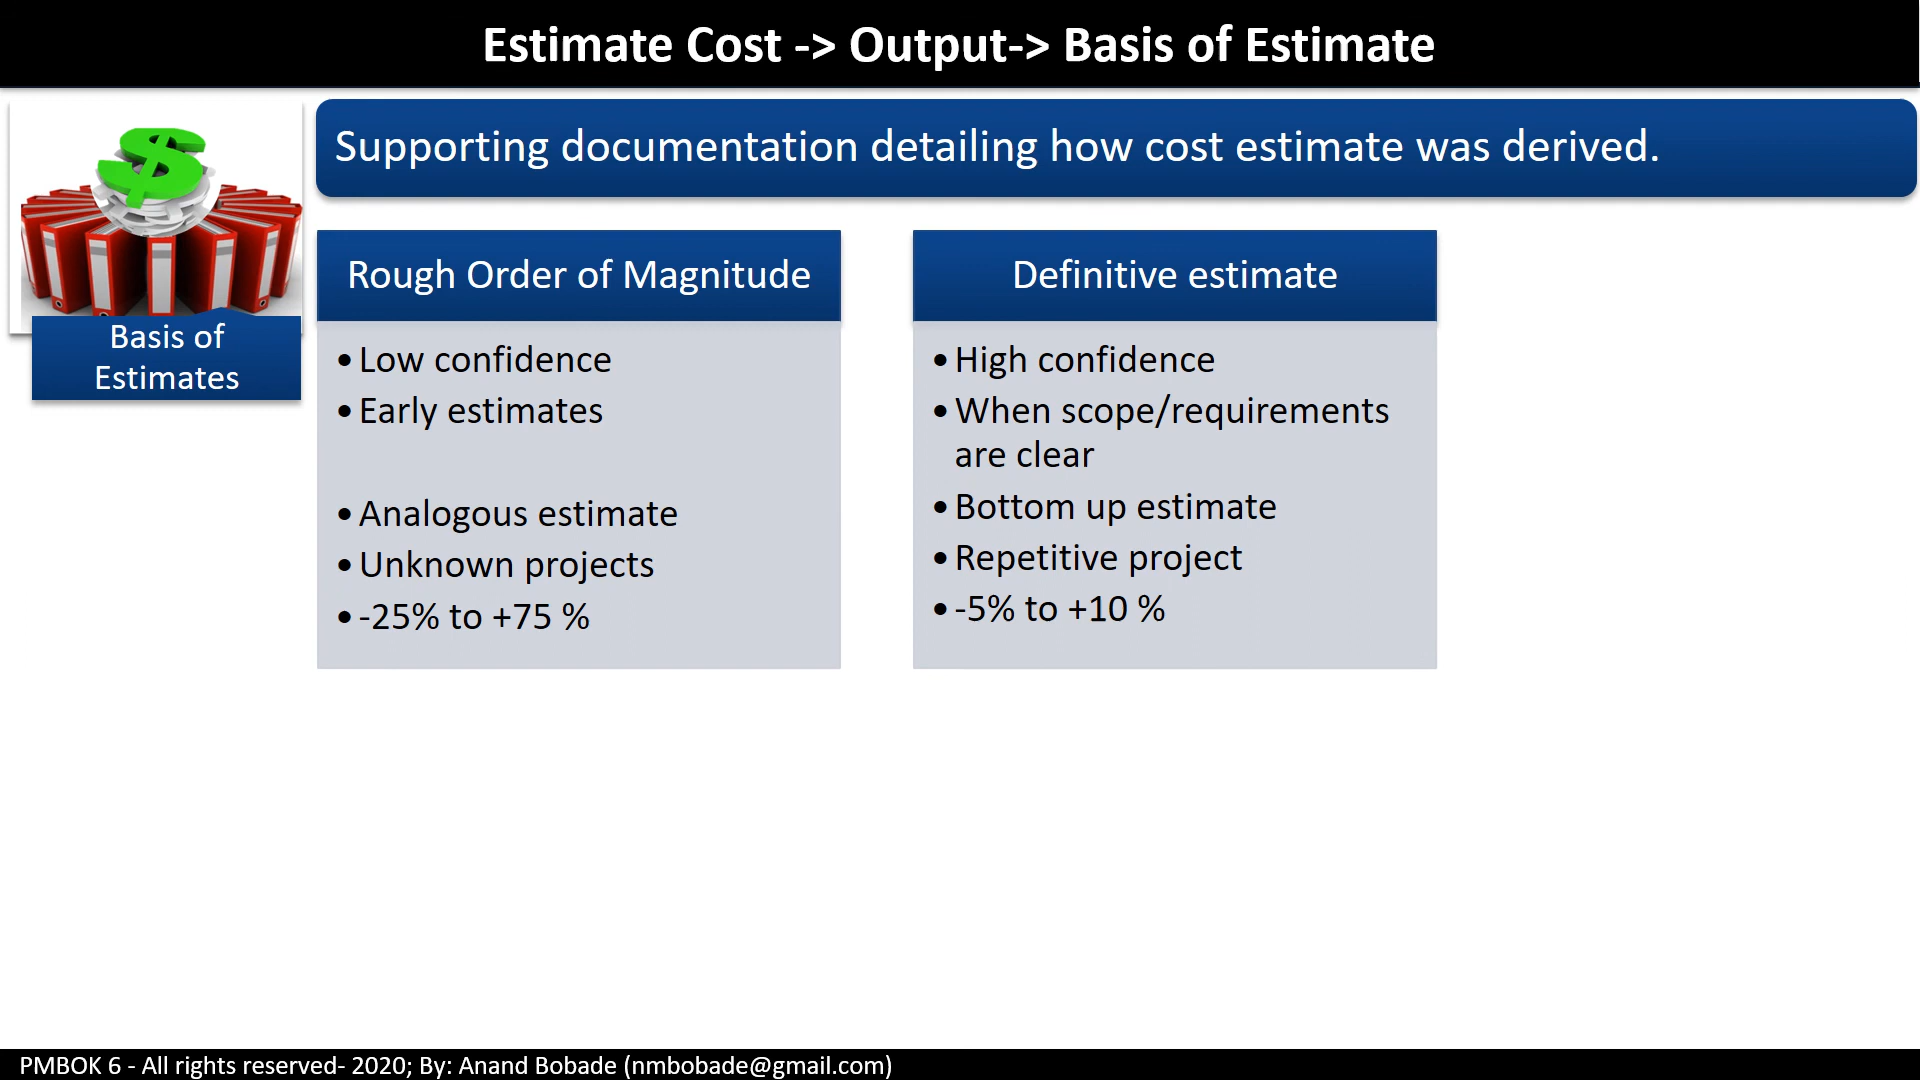 Estimate Cost -> Output-> Basis of Estimate
Supporting documentation detailing how cost estimate was derived.
Basis of
Estimates
Rough Order of Magnitude
•Low confidence
•Early estimates
•Analogous estimate
•Unknown projects
•-25% to +75 %
Definitive estimate
•High confidence
•When scope/requirements
are clear
•Bottom up estimate
•Repetitive project
•-5% to +10 %
PMBOK 6 - All rights reserved- 2020; By: Anand Bobade (nmbobade@gmail.com)